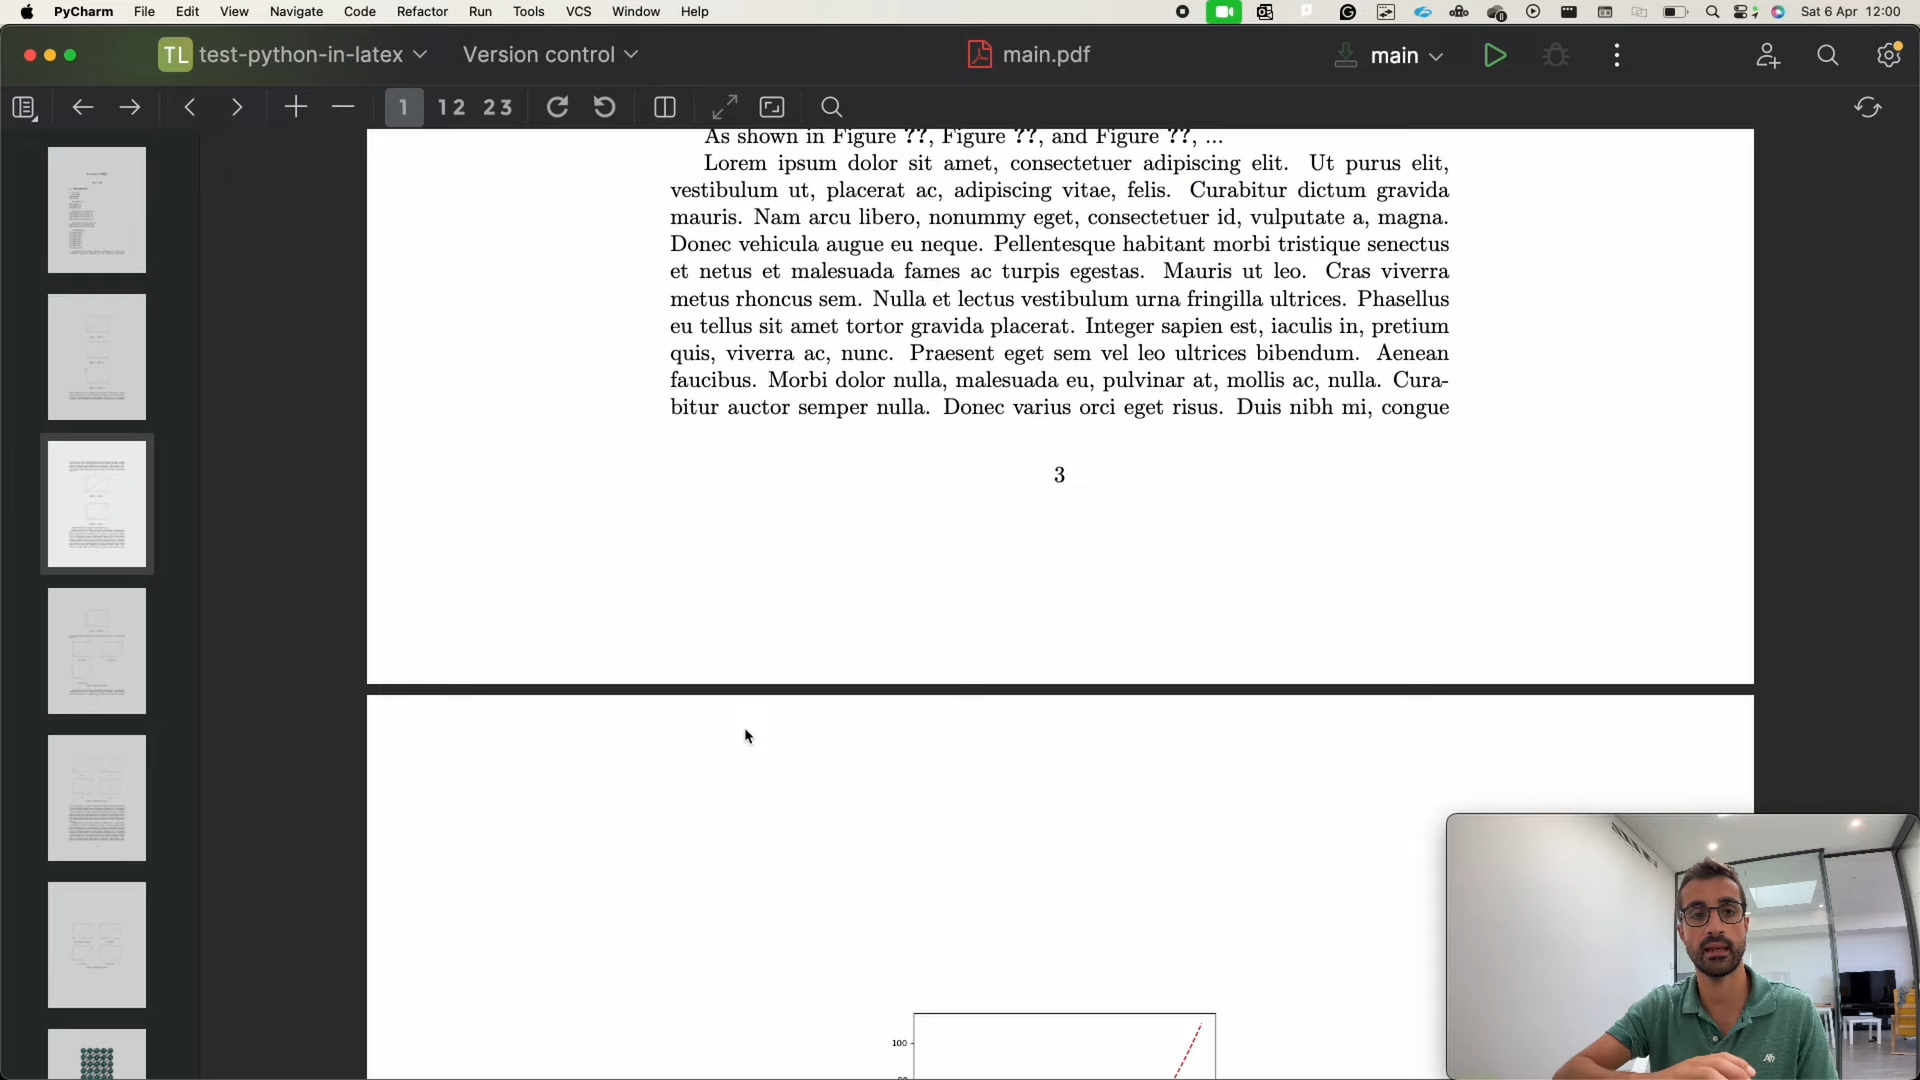 PyCharm File Edit View Navigate Code Refactor Run Tools VCS Window Help Sat 6 Apr 12:00
TL test-python-in-latex Version control main.pdf main
1 12 23
As shown in Figure ??, Figure ??, and Figure ??, ...
Lorem ipsum dolor sit amet, consectetuer adipiscing elit. Ut purus elit,
vestibulum ut, placerat ac, adipiscing vitae, felis. Curabitur dictum gravida
mauris. Nam arcu libero, nonummy eget, consectetuer id, vulputate a, magna.
Donec vehicula augue eu neque. Pellentesque habitant morbi tristique senectus
et netus et malesuada fames ac turpis egestas. Mauris ut leo. Cras viverra
metus rhoncus sem. Nulla et lectus vestibulum urna fringilla ultrices. Phasellus
eu tellus sit amet tortor gravida placerat. Integer sapien est, iaculis in, pretium
quis, viverra ac, nunc. Praesent eget sem vel leo ultrices bibendum. Aenean
faucibus. Morbi dolor nulla, malesuada eu, pulvinar at, mollis ac, nulla. Cura-
bitur auctor semper nulla. Donec varius orci eget risus. Duis nibh mi, congue
3
100